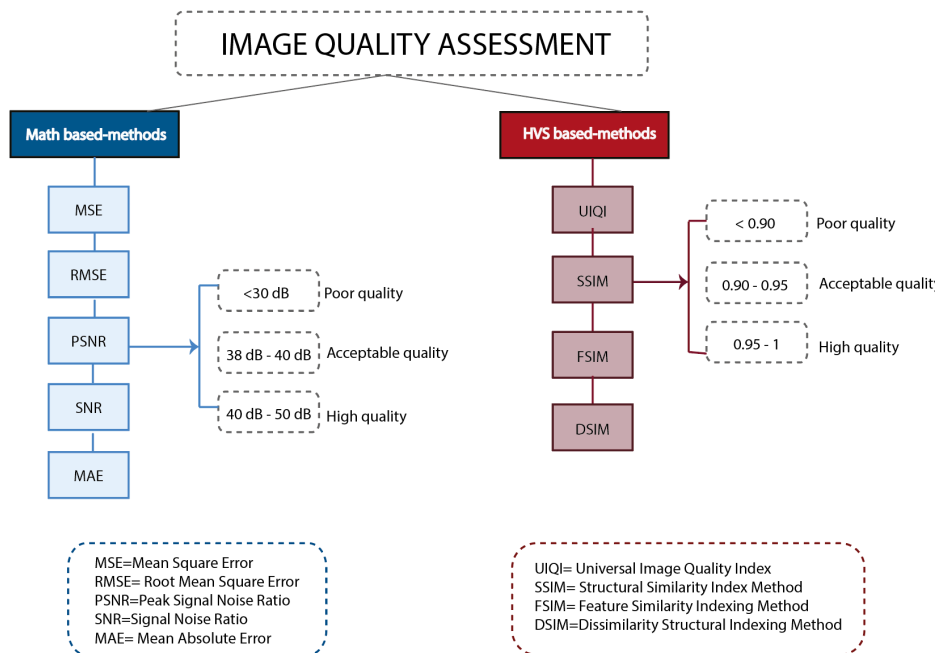 IMAGE QUALITY ASSESSMENT
Math based-methods
MSE
RMSE
PSNR
SNR
MAE
<30 dB Poor quality
38 dB - 40 dB Acceptable quality
40 dB - 50 dB High quality
HVS based-methods
UIQI
SSIM
FSIM
DSIM
< 0.90 Poor quality
0.90 - 0.95 Acceptable quality
0.95 - 1 High quality
MSE=Mean Square Error
RMSE= Root Mean Square Error
PSNR=Peak Signal Noise Ratio
SNR=Signal Noise Ratio
MAE= Mean Absolute Error
UIQI= Universal Image Quality Index
SSIM= Structural Similarity Index Method
FSIM= Feature Similarity Indexing Method
DSIM=Dissimilarity Structural Indexing Method